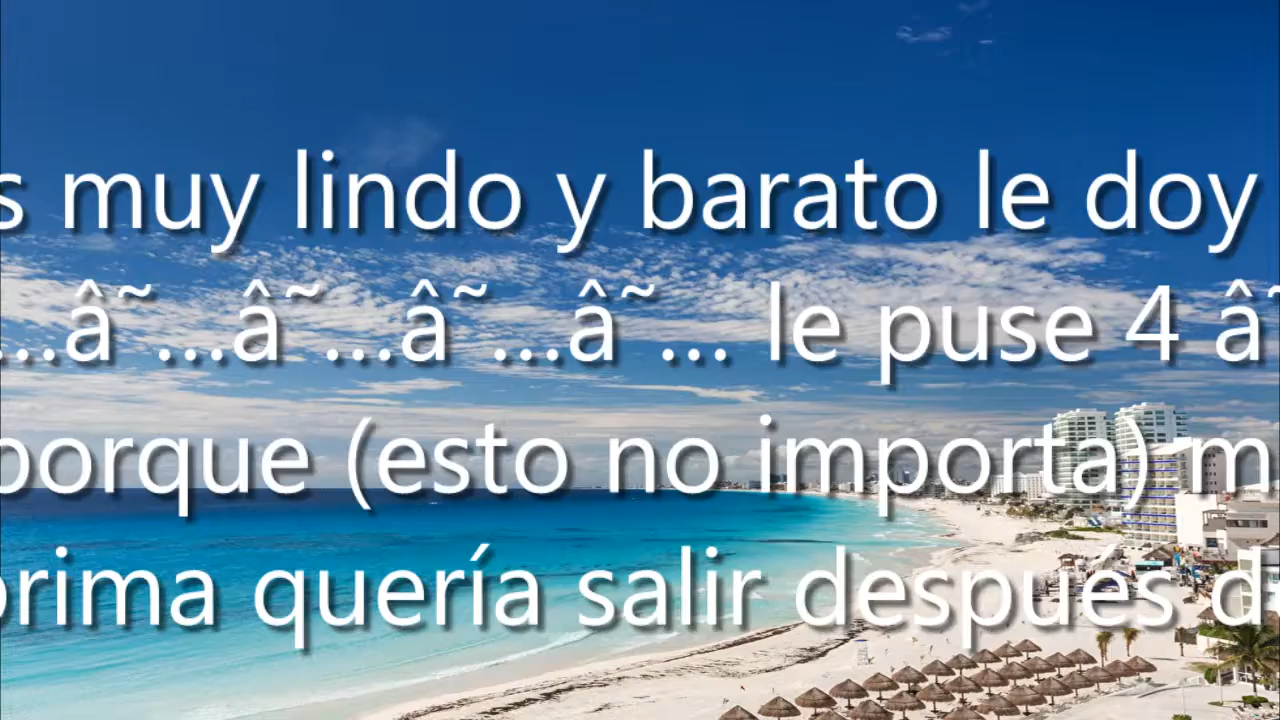 s muy lindo y barato le doy
...â˜...â˜...â˜...â˜... le puse 4 â˜
porque (esto no importa) m
prima quería salir después d